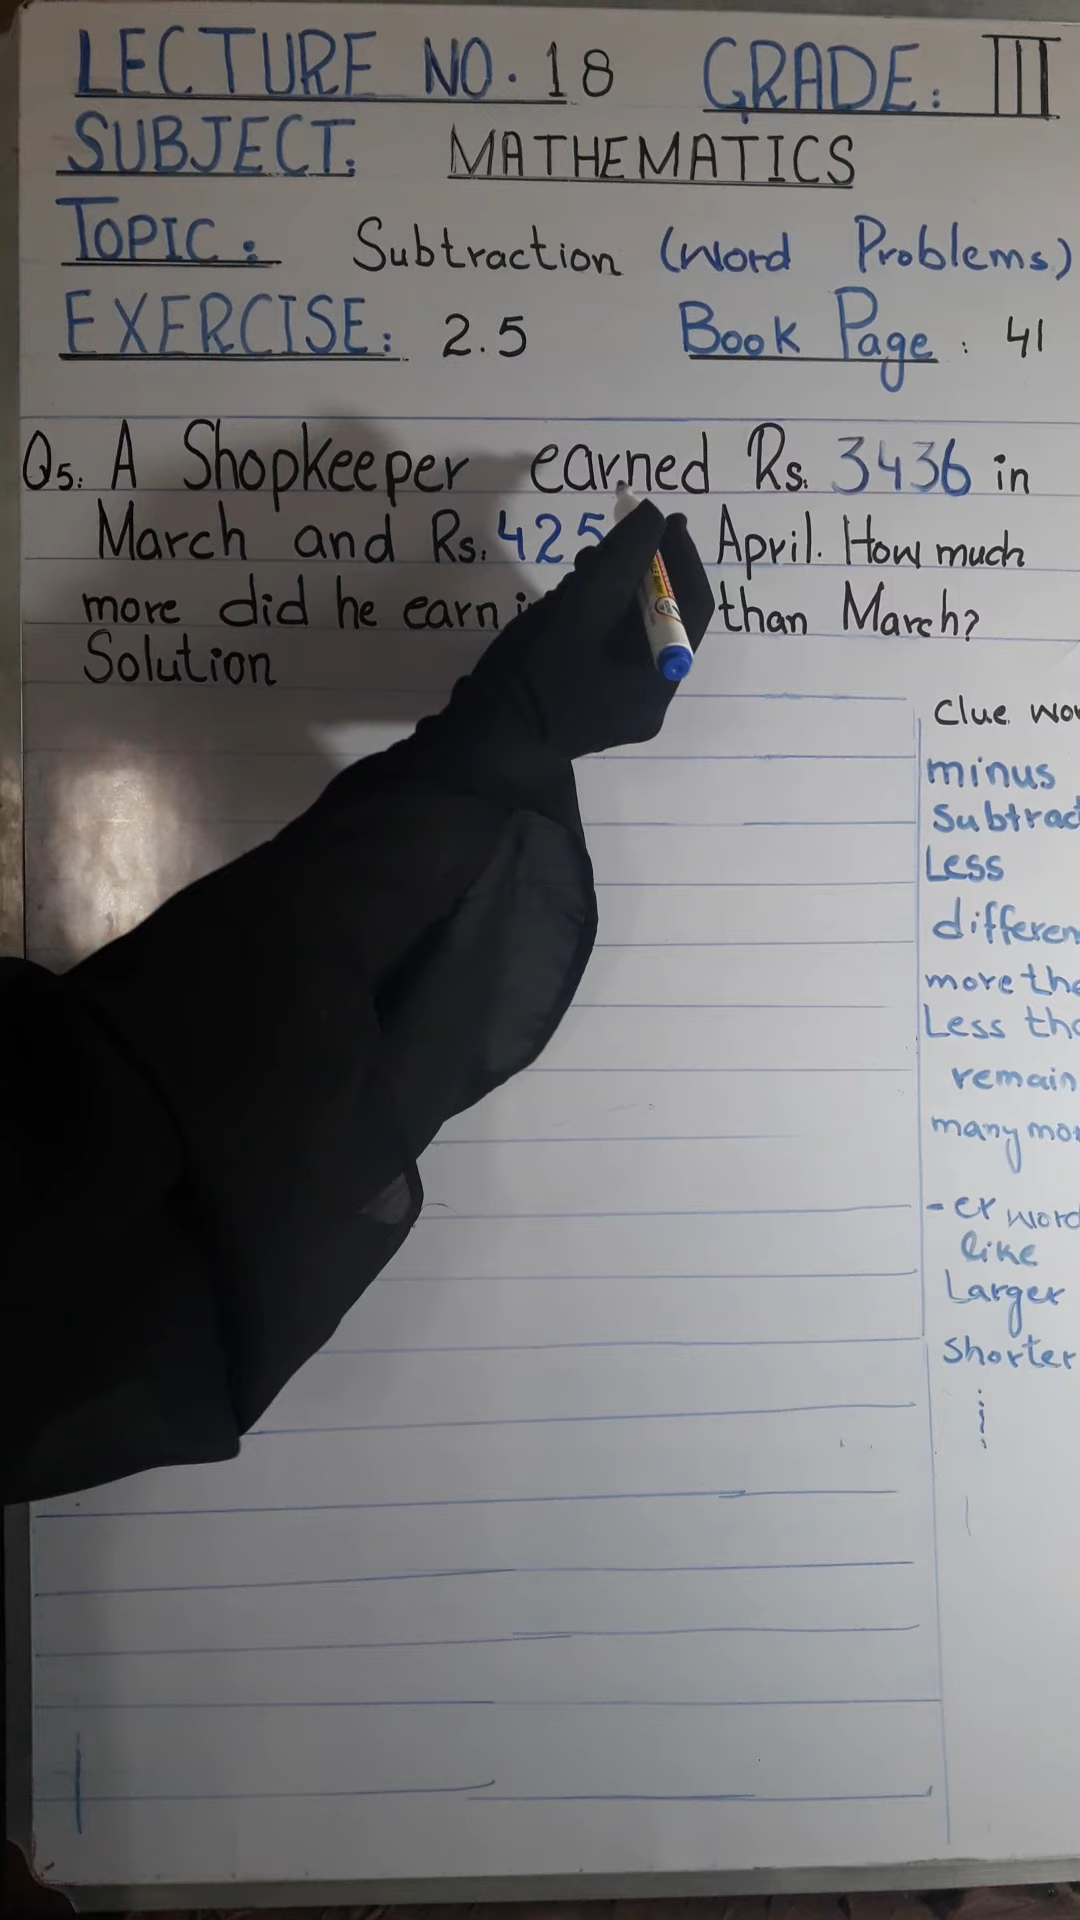 LECTURE NO. 18 GRADE: III
SUBJECT: MATHEMATICS
TOPIC: Subtraction (Word Problems)
EXERCISE: 2.5 Book Page: 41
Q5. A Shopkeeper earned Rs. 3436 in
March and Rs. 425 April. How much
more did he earn than March?
Solution
Clue
minus
Less
more
Less
remain
many
-er word
like
Larger
shorter